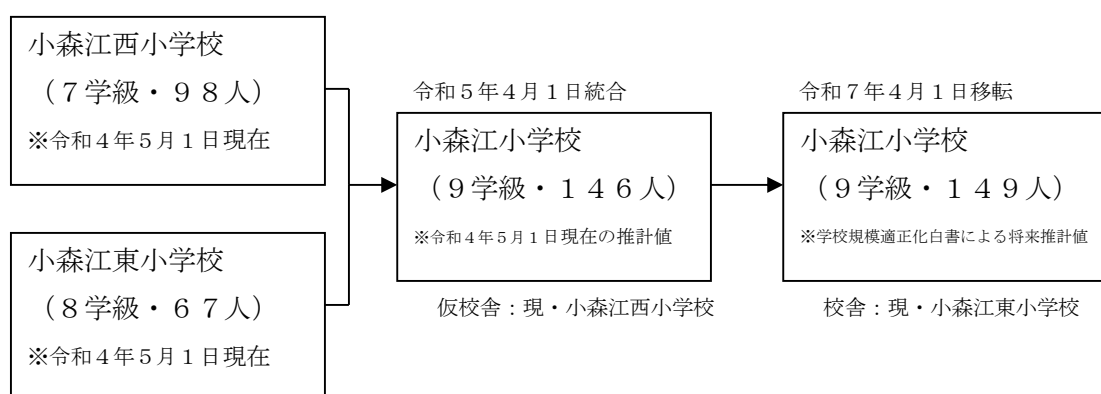 小森江西小学校
（７学級・９８人）
※令和４年５月１日現在
小森江東小学校
（８学級・６７人）
※令和４年５月１日現在
令和５年４月１日統合
小森江小学校
（９学級・１４６人）
※令和４年５月１日現在の推計値
仮校舎：現・小森江西小学校
令和７年４月１日移転
小森江小学校
（９学級・１４９人）
※学校規模適正化白書による将来推計値
校舎：現・小森江東小学校